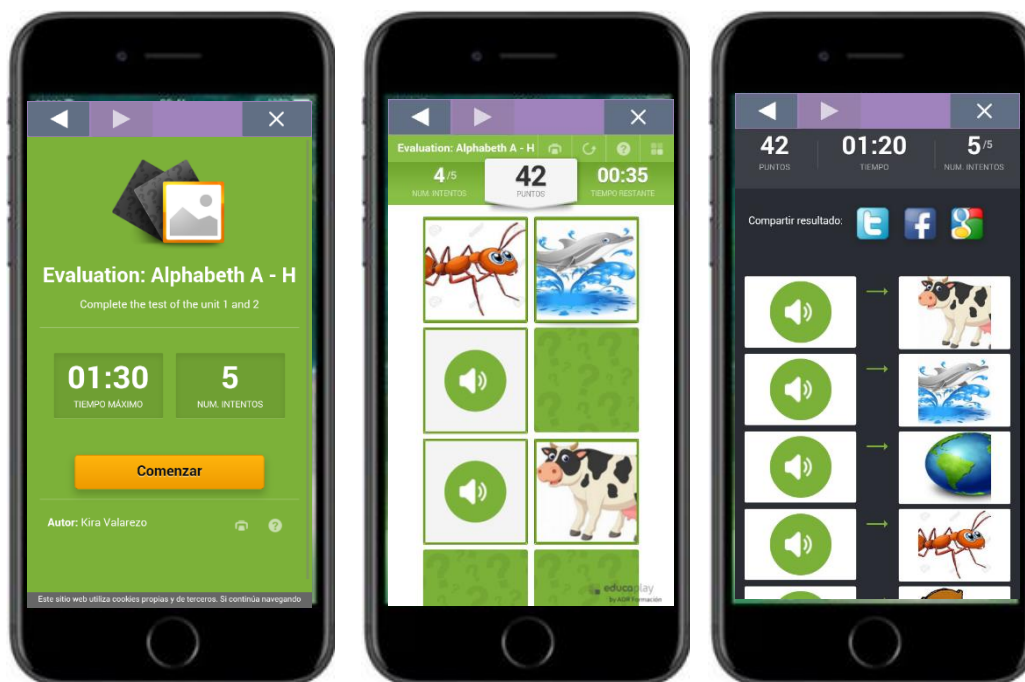 Evaluation: Alphabeth A - H
Complete the test of the unit 1 and 2
01:30
TIEMPO MÁXIMO
5
NUM. INTENTOS
Comenzar
Autor: Kira Valarezo
Este sitio web utiliza cookies propias y de terceros. Si continúa navegando
Evaluation: Alphabeth A - H
4/5
NUM. INTENTOS
42
PUNTOS
00:35
TIEMPO RESTANTE
educaplay
by ADR Formación
42
PUNTOS
01:20
TIEMPO
5/5
NUM. INTENTOS
Compartir resultado: